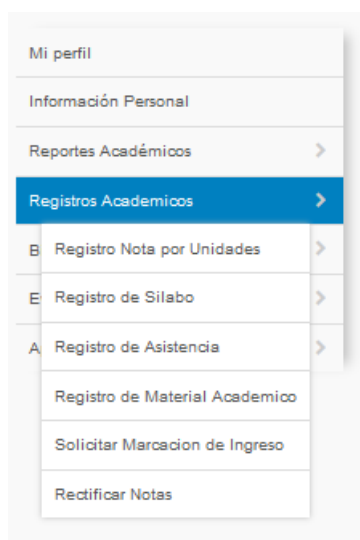 Mi perfil
Información Personal
Reportes Académicos
Registros Academicos
Registro Nota por Unidades
Registro de Silabo
Registro de Asistencia
Registro de Material Academico
Solicitar Marcacion de Ingreso
Rectificar Notas